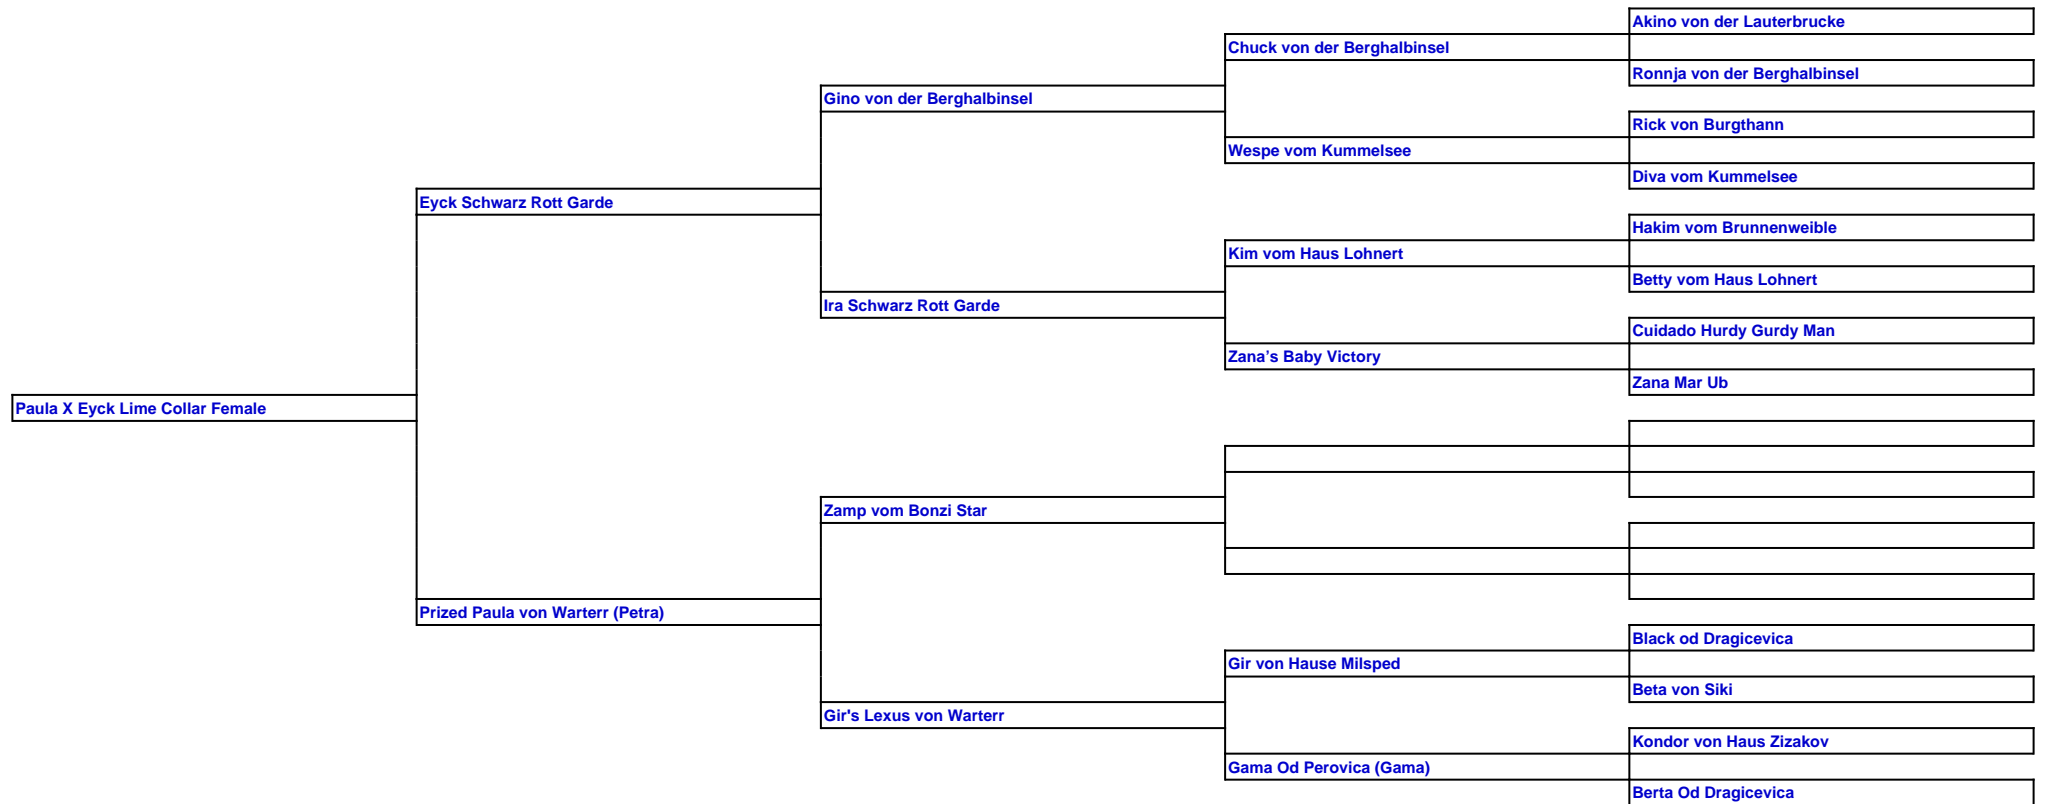 Akino von der Lauterbrucke
Chuck von der Berghalbinsel
Ronnja von der Berghalbinsel
Gino von der Berghalbinsel
Rick von Burgthann
Wespe vom Kummelsee
Diva vom Kummelsee
Eyck Schwarz Rott Garde
Hakim vom Brunnenweible
Kim vom Haus Lohnert
Betty vom Haus Lohnert
Ira Schwarz Rott Garde
Cuidado Hurdy Gurdy Man
Zana’s Baby Victory
Zana Mar Ub
Paula X Eyck Lime Collar Female
Zamp vom Bonzi Star
Prized Paula von Warterr (Petra)
Black od Dragicevica
Gir von Hause Milsped
Beta von Siki
Gir's Lexus von Warterr
Kondor von Haus Zizakov
Gama Od Perovica (Gama)
Berta Od Dragicevica